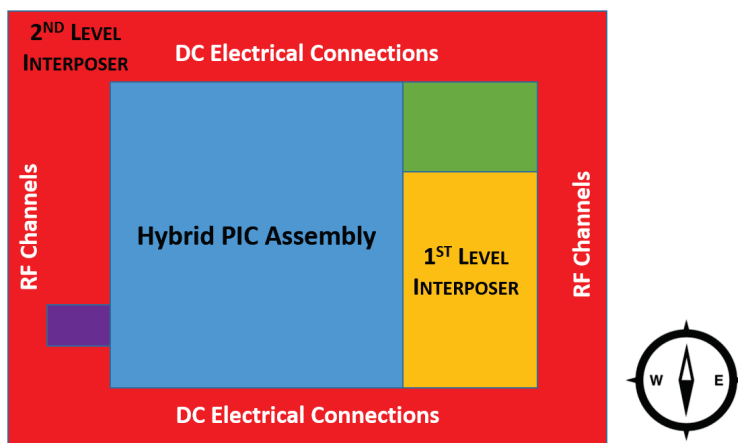 2ND LEVEL
INTERPOSER
DC Electrical Connections
RF Channels
Hybrid PIC Assembly
1ST LEVEL
INTERPOSER
RF Channels
DC Electrical Connections
W E